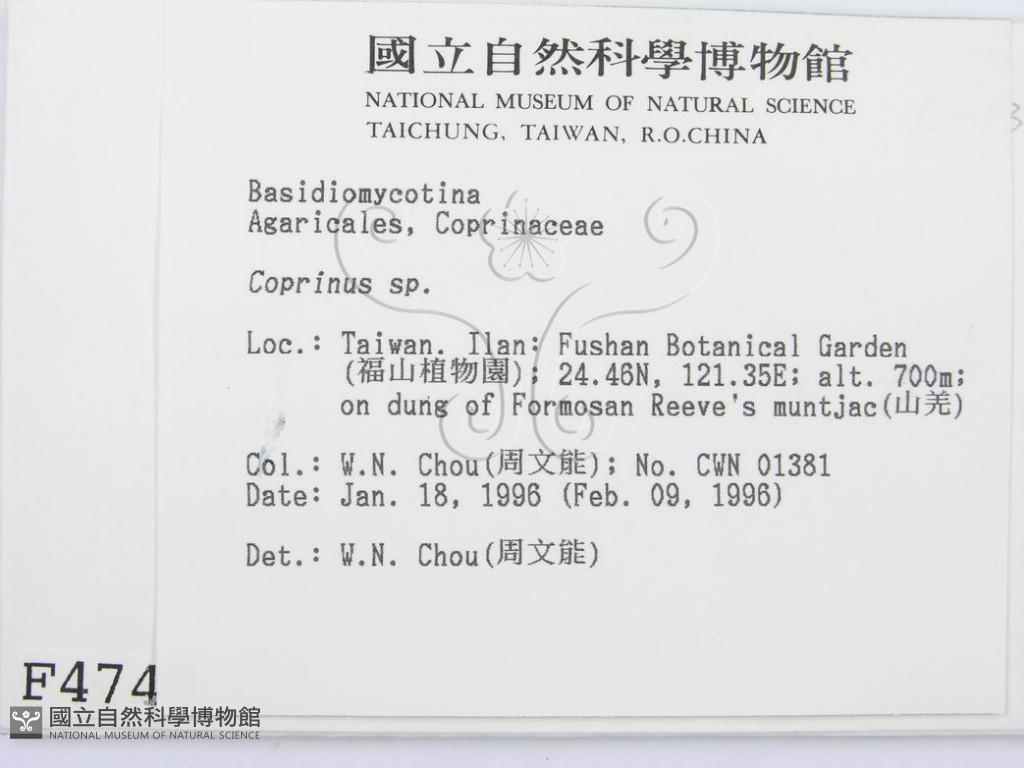 國立自然科學博物館
NATIONAL MUSEUM OF NATURAL SCIENCE
TAICHUNG, TAIWAN, R.O.CHINA
Basidiomycotina
Agaricales, Coprinaceae
Coprinus sp.
Loc.: Taiwan. Ilan: Fushan Botanical Garden
(福山植物園); 24.46N, 121.35E; alt. 700m;
on dung of Formosan Reeve's muntjac(山羌)
Col.: W.N. Chou(周文能); No. CWN 01381
Date: Jan. 18, 1996 (Feb. 09, 1996)
Det.: W.N. Chou(周文能)
F474
國立自然科學博物館
NATIONAL MUSEUM OF NATURAL SCIENCE